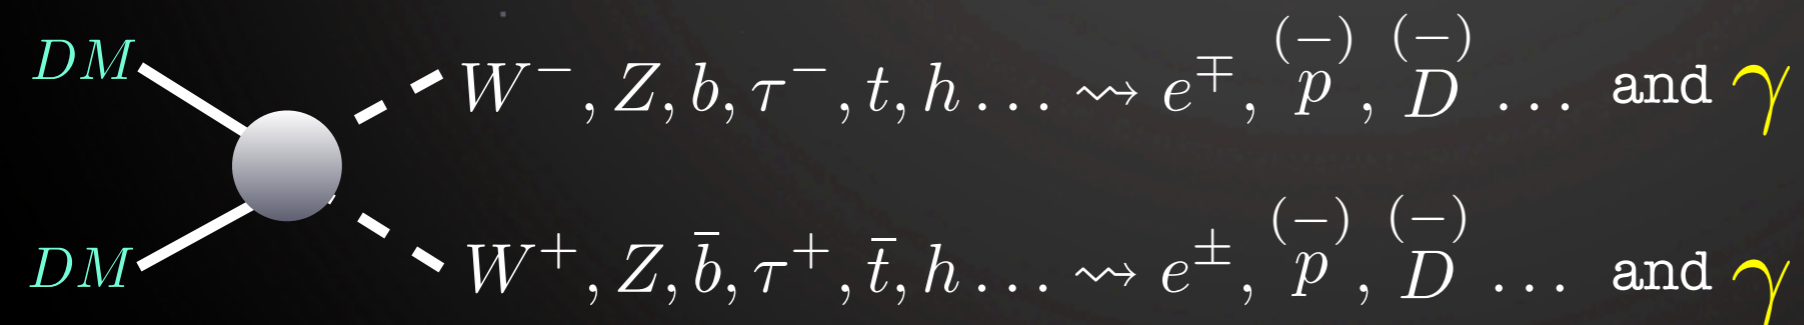 DM W⁻, Z, b, τ⁻, t, h ... ⇝ e^∓, p^(−), D^(−) ... and γ
DM W⁺, Z, b̄, τ⁺, t̄, h ... ⇝ e^±, p^(−), D^(−) ... and γ